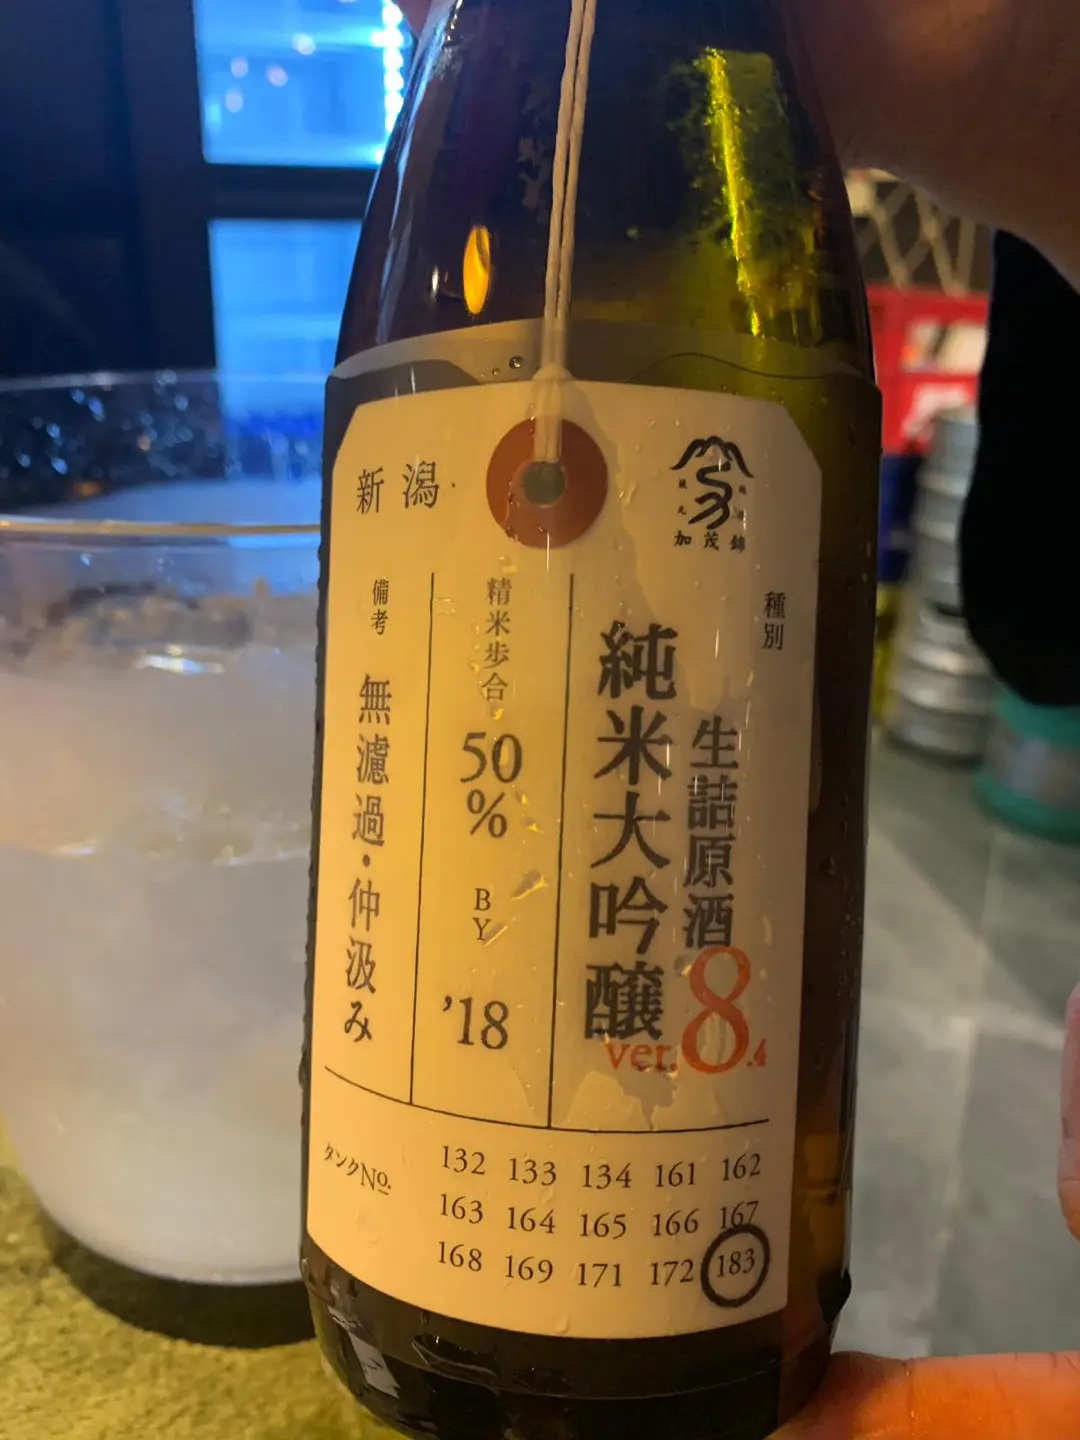 新潟
加茂錦
種別
生詰原酒
純米大吟醸
ver.8.4
精米歩合
50
%
BY
'18
備考
無濾過・仲汲み
タンクNo.
132 133 134 161 162
163 164 165 166 167
168 169 171 172 183